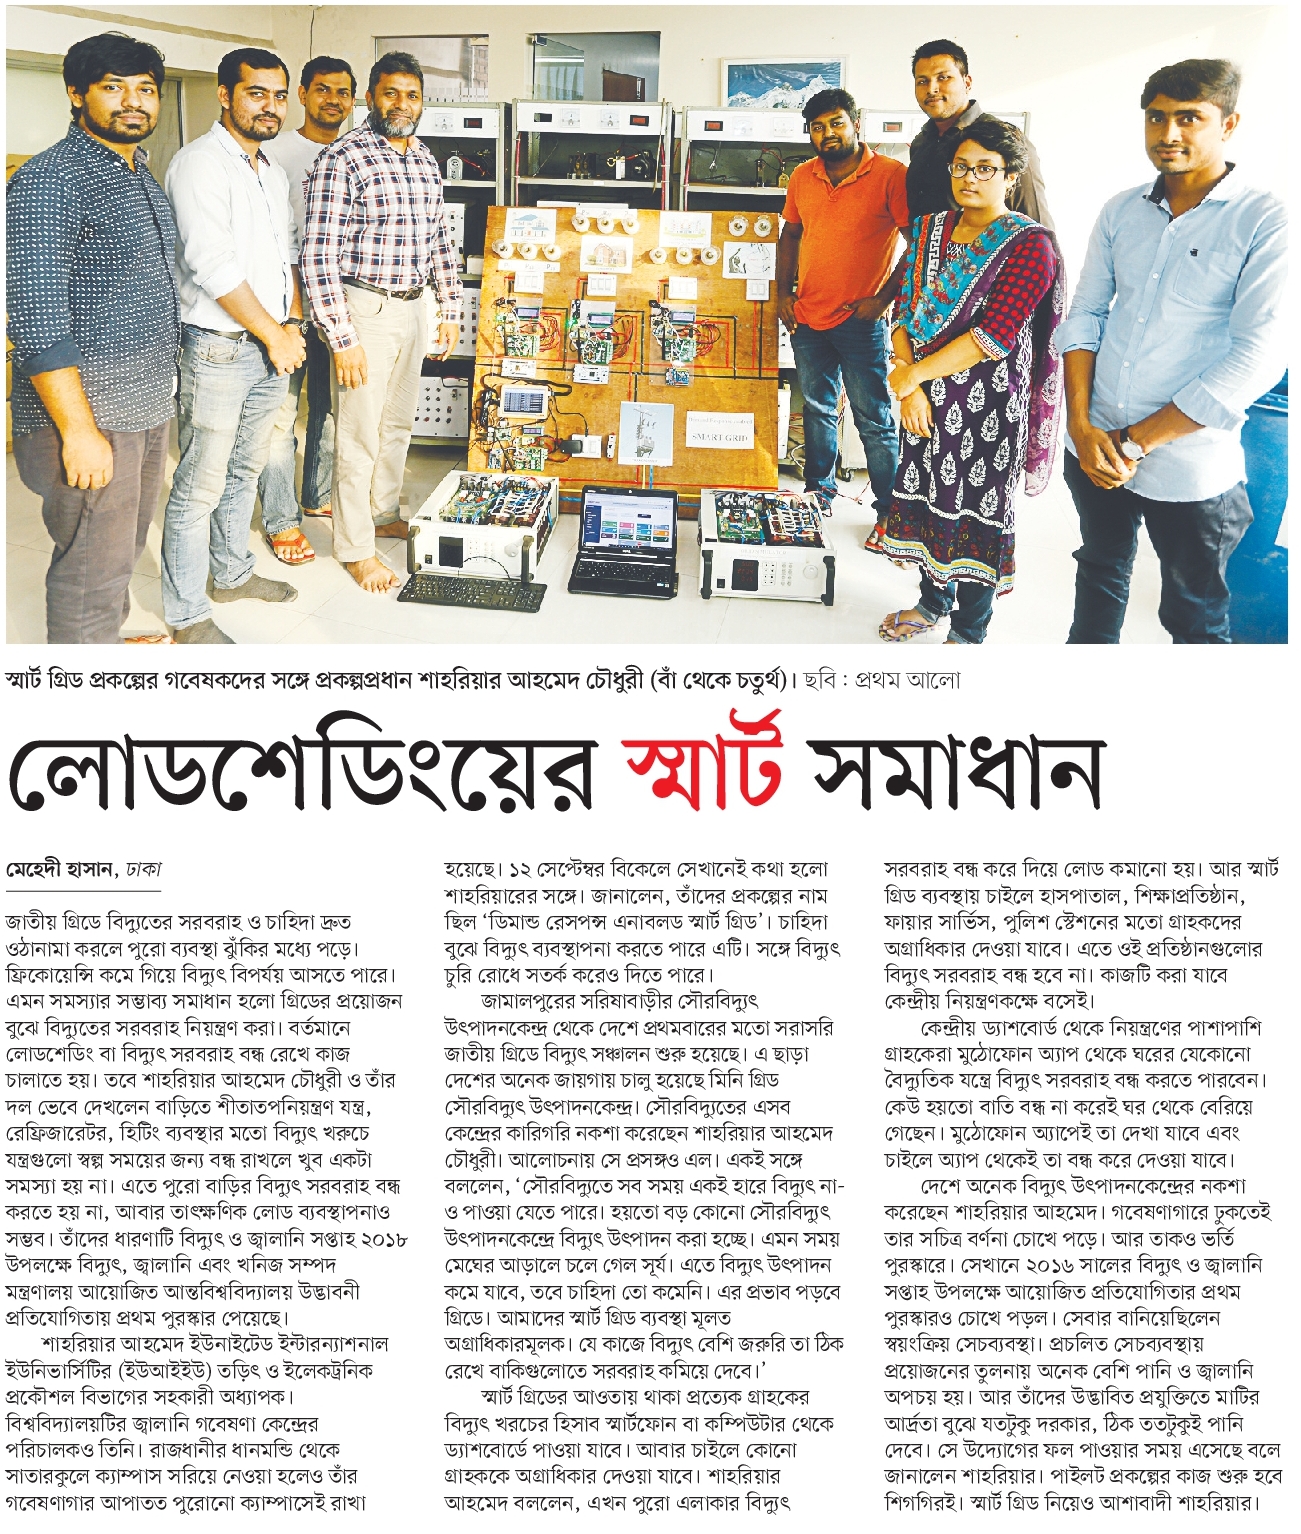 Demand Response Enabled
SMART GRID
স্মার্ট গ্রিড প্রকল্পের গবেষকদের সঙ্গে প্রকল্পপ্রধান শাহরিয়ার আহমেদ চৌধুরী (বাঁ থেকে চতুর্থ)। ছবি : প্রথম আলো
লোডশেডিংয়ের স্মার্ট সমাধান
মেহেদী হাসান, ঢাকা
জাতীয় গ্রিডে বিদ্যুতের সরবরাহ ও চাহিদা দ্রুত
ওঠানামা করলে পুরো ব্যবস্থা ঝুঁকির মধ্যে পড়ে।
ফ্রিকোয়েন্সি কমে গিয়ে বিদ্যুৎ বিপর্যয় আসতে পারে।
এমন সমস্যার সম্ভাব্য সমাধান হলো গ্রিডের প্রয়োজন
বুঝে বিদ্যুতের সরবরাহ নিয়ন্ত্রণ করা। বর্তমানে
লোডশেডিং বা বিদ্যুৎ সরবরাহ বন্ধ রেখে কাজ
চালাতে হয়। তবে শাহরিয়ার আহমেদ চৌধুরী ও তাঁর
দল ভেবে দেখলেন বাড়িতে শীতাতপনিয়ন্ত্রণ যন্ত্র,
রেফ্রিজারেটর, হিটিং ব্যবস্থার মতো বিদ্যুৎ খরুচে
যন্ত্রগুলো স্বল্প সময়ের জন্য বন্ধ রাখলে খুব একটা
সমস্যা হয় না। এতে পুরো বাড়ির বিদ্যুৎ সরবরাহ বন্ধ
করতে হয় না, আবার তাৎক্ষণিক লোড ব্যবস্থাপনাও
সম্ভব। তাঁদের ধারণাটি বিদ্যুৎ ও জ্বালানি সপ্তাহ ২০১৮
উপলক্ষে বিদ্যুৎ, জ্বালানি এবং খনিজ সম্পদ
মন্ত্রণালয় আয়োজিত আন্তবিশ্ববিদ্যালয় উদ্ভাবনী
প্রতিযোগিতায় প্রথম পুরস্কার পেয়েছে।
শাহরিয়ার আহমেদ ইউনাইটেড ইন্টারন্যাশনাল
ইউনিভার্সিটির (ইউআইইউ) তড়িৎ ও ইলেকট্রনিক
প্রকৌশল বিভাগের সহকারী অধ্যাপক।
বিশ্ববিদ্যালয়টির জ্বালানি গবেষণা কেন্দ্রের
পরিচালকও তিনি। রাজধানীর ধানমন্ডি থেকে
সাতারকুলে ক্যাম্পাস সরিয়ে নেওয়া হলেও তাঁর
গবেষণাগার আপাতত পুরোনো ক্যাম্পাসেই রাখা
হয়েছে। ১২ সেপ্টেম্বর বিকেলে সেখানেই কথা হলো
শাহরিয়ারের সঙ্গে। জানালেন, তাঁদের প্রকল্পের নাম
ছিল ‘ডিমান্ড রেসপন্স এনাবলড স্মার্ট গ্রিড’। চাহিদা
বুঝে বিদ্যুৎ ব্যবস্থাপনা করতে পারে এটি। সঙ্গে বিদ্যুৎ
চুরি রোধে সতর্ক করেও দিতে পারে।
জামালপুরের সরিষাবাড়ীর সৌরবিদ্যুৎ
উৎপাদনকেন্দ্র থেকে দেশে প্রথমবারের মতো সরাসরি
জাতীয় গ্রিডে বিদ্যুৎ সঞ্চালন শুরু হয়েছে। এ ছাড়া
দেশের অনেক জায়গায় চালু হয়েছে মিনি গ্রিড
সৌরবিদ্যুৎ উৎপাদনকেন্দ্র। সৌরবিদ্যুতের এসব
কেন্দ্রের কারিগরি নকশা করেছেন শাহরিয়ার আহমেদ
চৌধুরী। আলোচনায় সে প্রসঙ্গও এল। একই সঙ্গে
বললেন, ‘সৌরবিদ্যুতে সব সময় একই হারে বিদ্যুৎ না-
ও পাওয়া যেতে পারে। হয়তো বড় কোনো সৌরবিদ্যুৎ
উৎপাদনকেন্দ্রে বিদ্যুৎ উৎপাদন করা হচ্ছে। এমন সময়
মেঘের আড়ালে চলে গেল সূর্য। এতে বিদ্যুৎ উৎপাদন
কমে যাবে, তবে চাহিদা তো কমেনি। এর প্রভাব পড়বে
গ্রিডে। আমাদের স্মার্ট গ্রিড ব্যবস্থা মূলত
অগ্রাধিকারমূলক। যে কাজে বিদ্যুৎ বেশি জরুরি তা ঠিক
রেখে বাকিগুলোতে সরবরাহ কমিয়ে দেবে।’
স্মার্ট গ্রিডের আওতায় থাকা প্রত্যেক গ্রাহকের
বিদ্যুৎ খরচের হিসাব স্মার্টফোন বা কম্পিউটার থেকে
ড্যাশবোর্ডে পাওয়া যাবে। আবার চাইলে কোনো
গ্রাহককে অগ্রাধিকার দেওয়া যাবে। শাহরিয়ার
আহমেদ বললেন, এখন পুরো এলাকার বিদ্যুৎ
সরবরাহ বন্ধ করে দিয়ে লোড কমানো হয়। আর স্মার্ট
গ্রিড ব্যবস্থায় চাইলে হাসপাতাল, শিক্ষাপ্রতিষ্ঠান,
ফায়ার সার্ভিস, পুলিশ স্টেশনের মতো গ্রাহকদের
অগ্রাধিকার দেওয়া যাবে। এতে ওই প্রতিষ্ঠানগুলোর
বিদ্যুৎ সরবরাহ বন্ধ হবে না। কাজটি করা যাবে
কেন্দ্রীয় নিয়ন্ত্রণকক্ষে বসেই।
কেন্দ্রীয় ড্যাশবোর্ড থেকে নিয়ন্ত্রণের পাশাপাশি
গ্রাহকেরা মুঠোফোন অ্যাপ থেকে ঘরের যেকোনো
বৈদ্যুতিক যন্ত্রে বিদ্যুৎ সরবরাহ বন্ধ করতে পারবেন।
কেউ হয়তো বাতি বন্ধ না করেই ঘর থেকে বেরিয়ে
গেছেন। মুঠোফোন অ্যাপেই তা দেখা যাবে এবং
চাইলে অ্যাপ থেকেই তা বন্ধ করে দেওয়া যাবে।
দেশে অনেক বিদ্যুৎ উৎপাদনকেন্দ্রের নকশা
করেছেন শাহরিয়ার আহমেদ। গবেষণাগারে ঢুকতেই
তার সচিত্র বর্ণনা চোখে পড়ে। আর তাকও ভর্তি
পুরস্কারে। সেখানে ২০১৬ সালের বিদ্যুৎ ও জ্বালানি
সপ্তাহ উপলক্ষে আয়োজিত প্রতিযোগিতার প্রথম
পুরস্কারও চোখে পড়ল। সেবার বানিয়েছিলেন
স্বয়ংক্রিয় সেচব্যবস্থা। প্রচলিত সেচব্যবস্থায়
প্রয়োজনের তুলনায় অনেক বেশি পানি ও জ্বালানি
অপচয় হয়। আর তাঁদের উদ্ভাবিত প্রযুক্তিতে মাটির
আর্দ্রতা বুঝে যতটুকু দরকার, ঠিক ততটুকুই পানি
দেবে। সে উদ্যোগের ফল পাওয়ার সময় এসেছে বলে
জানালেন শাহরিয়ার। পাইলট প্রকল্পের কাজ শুরু হবে
শিগগিরই। স্মার্ট গ্রিড নিয়েও আশাবাদী শাহরিয়ার।